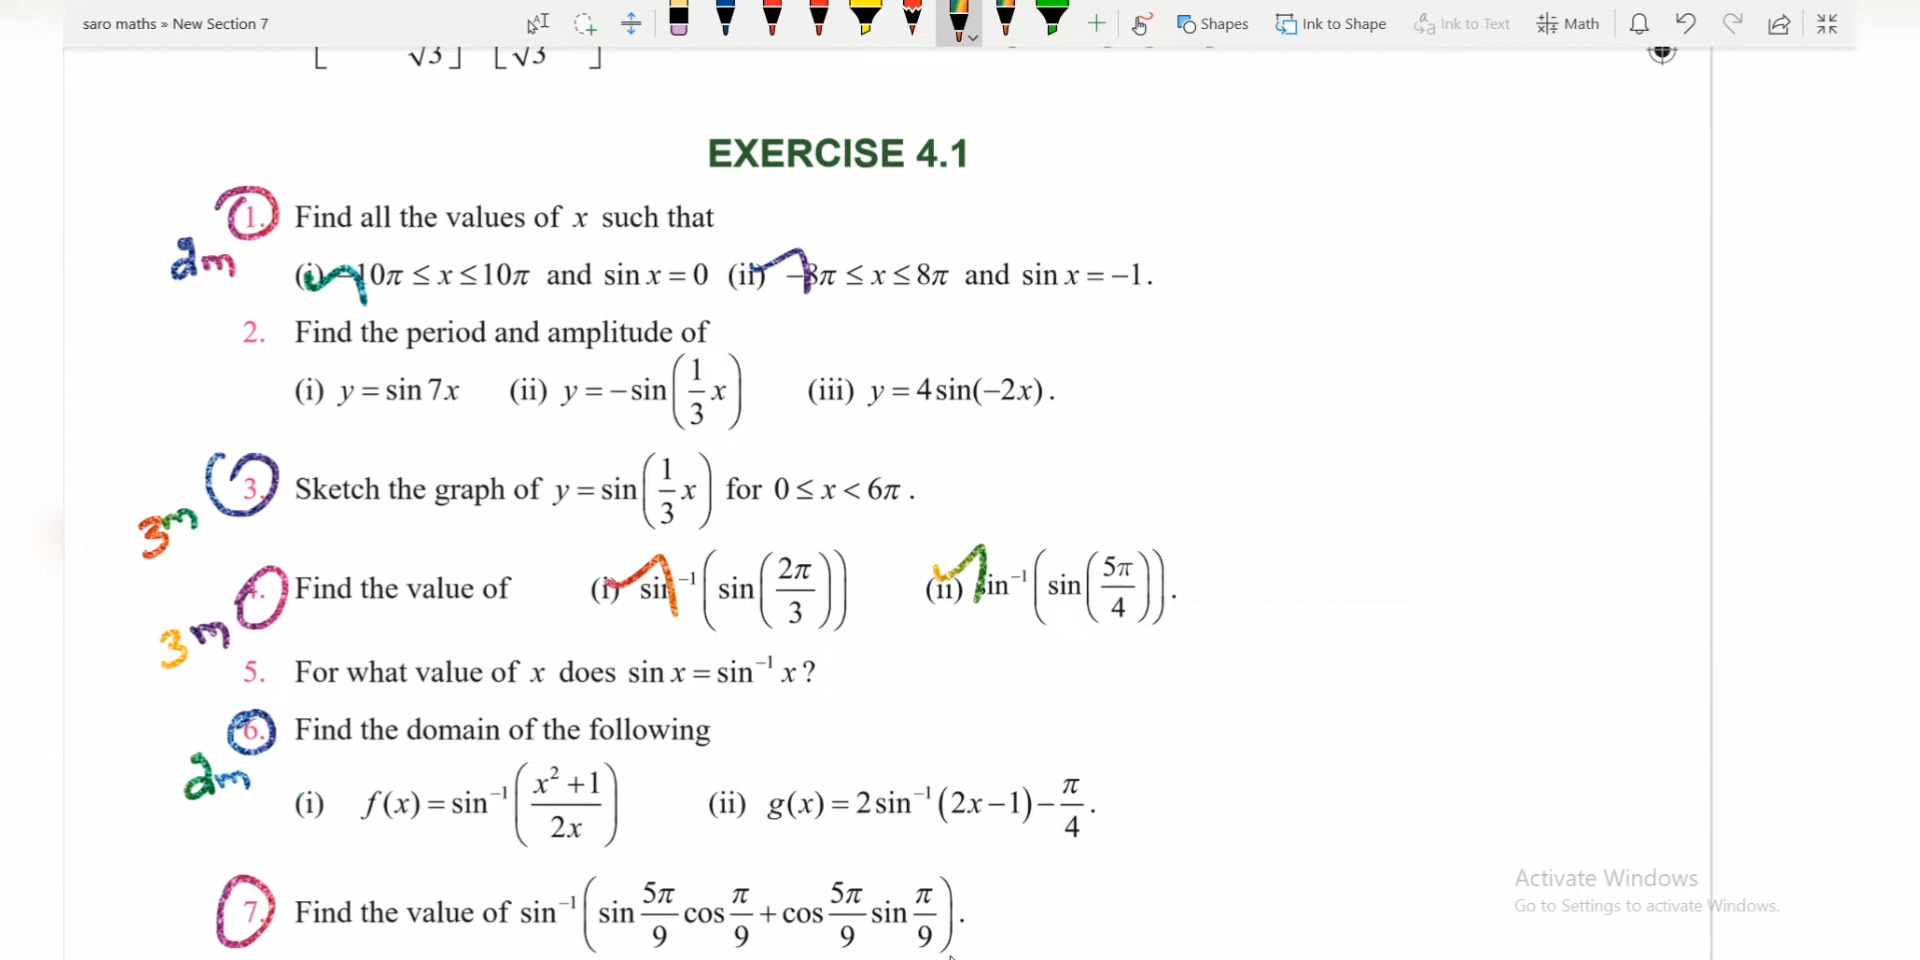 saro maths » New Section 7
Shapes Ink to Shape Ink to Text Math
√3] [√3 ]
EXERCISE 4.1
1. Find all the values of x such that
2m
(i) −10π ≤ x ≤ 10π and sin x = 0 (ii) −8π ≤ x ≤ 8π and sin x = −1.
2. Find the period and amplitude of
(i) y = sin 7x (ii) y = −sin(1/3 x) (iii) y = 4 sin(−2x).
3. Sketch the graph of y = sin(1/3 x) for 0 ≤ x < 6π.
3m
4. Find the value of (i) sin⁻¹(sin(2π/3)) (ii) sin⁻¹(sin(5π/4)).
3m
5. For what value of x does sin x = sin⁻¹ x?
6. Find the domain of the following
2m
(i) f(x) = sin⁻¹((x² + 1)/2x) (ii) g(x) = 2 sin⁻¹(2x − 1) − π/4.
7. Find the value of sin⁻¹(sin 5π/9 cos π/9 + cos 5π/9 sin π/9).
Activate Windows
Go to Settings to activate Windows.